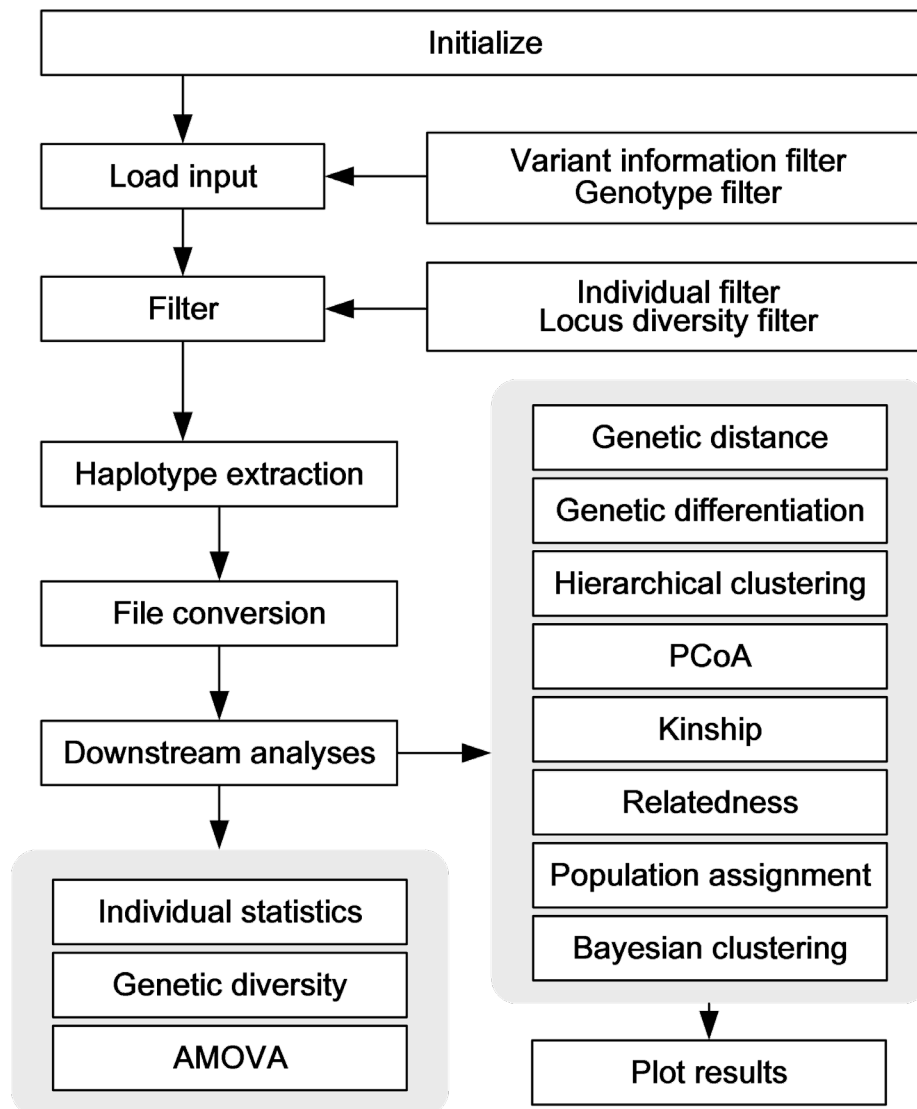 Initialize
Load input
Variant information filter
Genotype filter
Filter
Individual filter
Locus diversity filter
Haplotype extraction
File conversion
Downstream analyses
Individual statistics
Genetic diversity
AMOVA
Genetic distance
Genetic differentiation
Hierarchical clustering
PCoA
Kinship
Relatedness
Population assignment
Bayesian clustering
Plot results